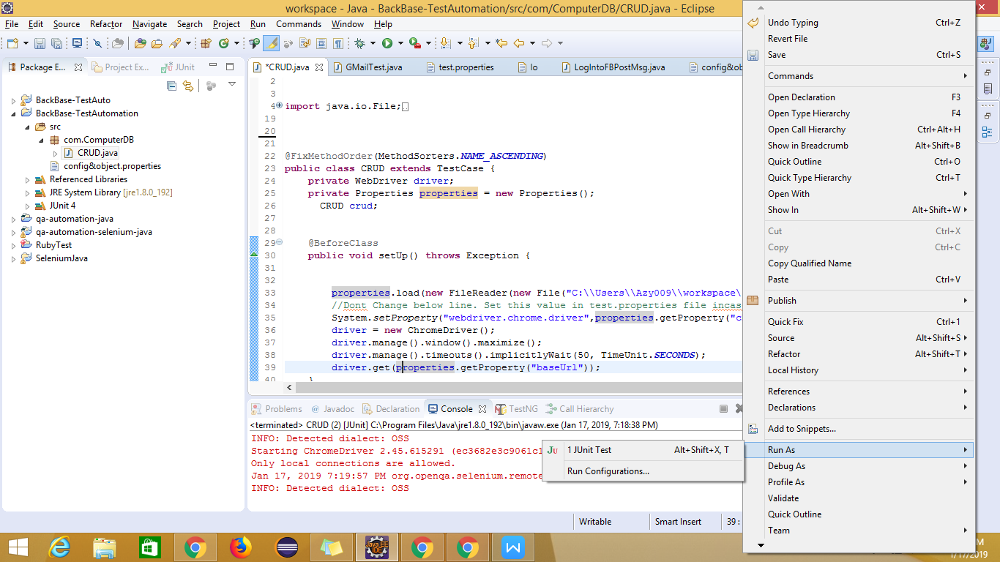 workspace - Java - BackBase-TestAutomation/src/com/ComputerDB/CRUD.java - Eclipse
File Edit Source Refactor Navigate Search Project Run Commands Window Help
Package E... Project Ex... JUnit
BackBase-TestAuto
BackBase-TestAutomation
src
com.ComputerDB
CRUD.java
config&object.properties
Referenced Libraries
JRE System Library [jre1.8.0_192]
JUnit 4
qa-automation-java
qa-automation-selenium-java
RubyTest
SeleniumJava
*CRUD.java GMailTest.java test.properties lo LogIntoFBPostMsg.java config&ob
2
3
4 import java.io.File;
19
20
21
22 @FixMethodOrder(MethodSorters.NAME_ASCENDING)
23 public class CRUD extends TestCase {
24 private WebDriver driver;
25 private Properties properties = new Properties();
26 CRUD crud;
27
28
29 @BeforeClass
30 public void setUp() throws Exception {
31
32
33 properties.load(new FileReader(new File("C:\\Users\\Azy009\\workspace\
34 //Dont Change below line. Set this value in test.properties file incas
35 System.setProperty("webdriver.chrome.driver",properties.getProperty("c
36 driver = new ChromeDriver();
37 driver.manage().window().maximize();
38 driver.manage().timeouts().implicitlyWait(50, TimeUnit.SECONDS);
39 driver.get(properties.getProperty("baseUrl"));
40 }
Problems Javadoc Declaration Console TestNG Call Hierarchy
<terminated> CRUD (2) [JUnit] C:\Program Files\Java\jre1.8.0_192\bin\javaw.exe (Jan 17, 2019, 7:18:38 PM)
INFO: Detected dialect: OSS
Starting ChromeDriver 2.45.615291 (ec3682e3c9061c1
Only local connections are allowed.
Jan 17, 2019 7:19:57 PM org.openqa.selenium.remote
INFO: Detected dialect: OSS
1 JUnit Test Alt+Shift+X, T
Run Configurations...
Undo Typing Ctrl+Z
Revert File
Save Ctrl+S
Commands
Open Declaration F3
Open Type Hierarchy F4
Open Call Hierarchy Ctrl+Alt+H
Show in Breadcrumb Alt+Shift+B
Quick Outline Ctrl+O
Quick Type Hierarchy Ctrl+T
Open With
Show In Alt+Shift+W
Cut Ctrl+X
Copy Ctrl+C
Copy Qualified Name
Paste Ctrl+V
Publish
Quick Fix Ctrl+1
Source Alt+Shift+S
Refactor Alt+Shift+T
Local History
References
Declarations
Add to Snippets...
Run As
Debug As
Profile As
Validate
Quick Outline
Team
Writable Smart Insert 39 :
Java EE
IDE
M
1/17/2019